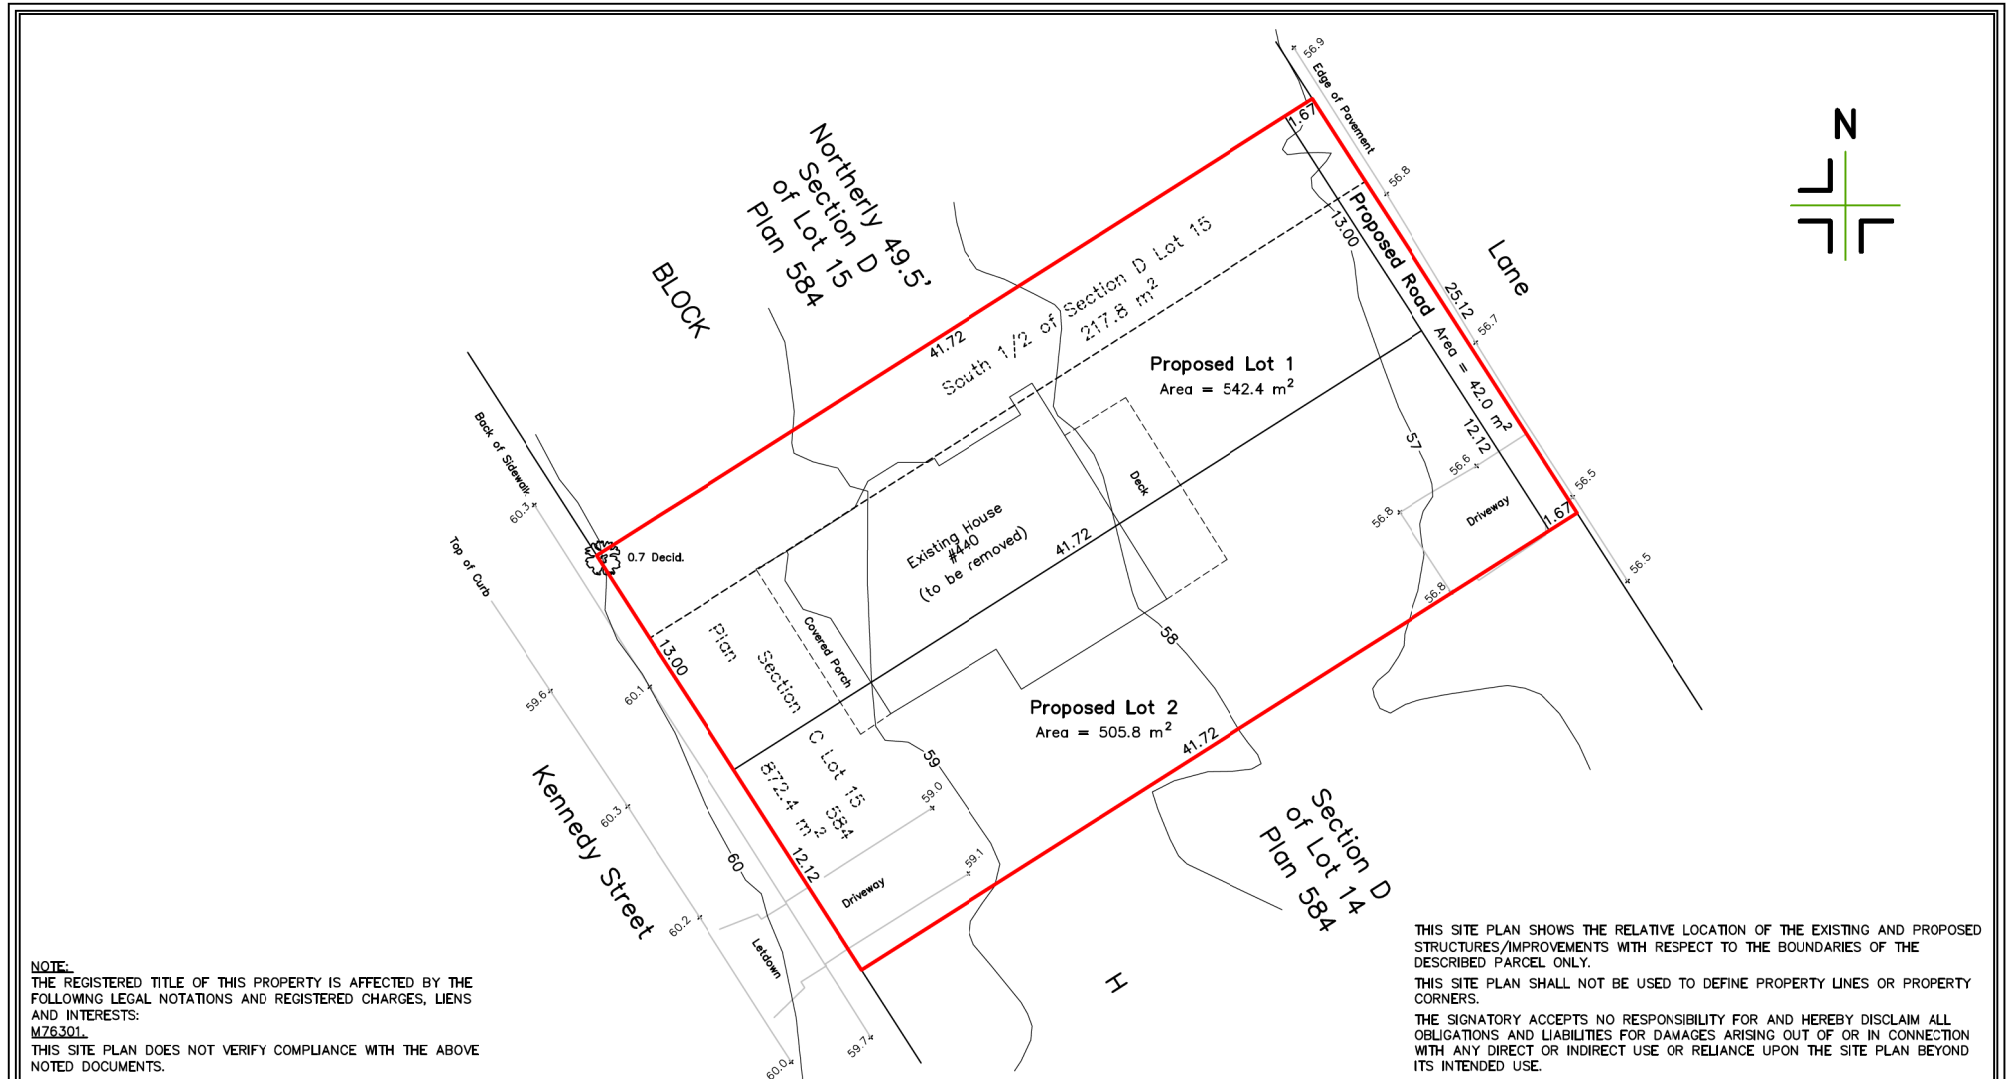 N
Northerly 49.5'
Section D
of Lot 15
Plan 584
BLOCK
56.9
Edge of Pavement
56.8
Lane
1.67
13.00
Proposed Road Area = 42.0 m²
25.12
56.7
South 1/2 of Section D Lot 15
217.8 m²
41.72
Proposed Lot 1
Area = 542.4 m²
Back of Sidewalk
60.3
Top of Curb
0.7 Decid.
Existing House
#440
(to be removed)
41.72
Deck
57
12.12
56.6
56.8
Driveway
56.5
1.67
56.5
56.8
58
13.00
Plan
Section
Covered Porch
60.1
59.6
Proposed Lot 2
Area = 505.8 m²
41.72
C Lot 15
584
872.4 m²
59
59.0
59.1
Kennedy Street
60.3
60
12.12
Driveway
60.2
Letdown
59.7
60.0
Section D
of Lot 14
Plan 584
H
NOTE:
THE REGISTERED TITLE OF THIS PROPERTY IS AFFECTED BY THE
FOLLOWING LEGAL NOTATIONS AND REGISTERED CHARGES, LIENS
AND INTERESTS:
M76301.
THIS SITE PLAN DOES NOT VERIFY COMPLIANCE WITH THE ABOVE
NOTED DOCUMENTS.
THIS SITE PLAN SHOWS THE RELATIVE LOCATION OF THE EXISTING AND PROPOSED
STRUCTURES/IMPROVEMENTS WITH RESPECT TO THE BOUNDARIES OF THE
DESCRIBED PARCEL ONLY.
THIS SITE PLAN SHALL NOT BE USED TO DEFINE PROPERTY LINES OR PROPERTY
CORNERS.
THE SIGNATORY ACCEPTS NO RESPONSIBILITY FOR AND HEREBY DISCLAIM ALL
OBLIGATIONS AND LIABILITIES FOR DAMAGES ARISING OUT OF OR IN CONNECTION
WITH ANY DIRECT OR INDIRECT USE OR RELIANCE UPON THE SITE PLAN BEYOND
ITS INTENDED USE.